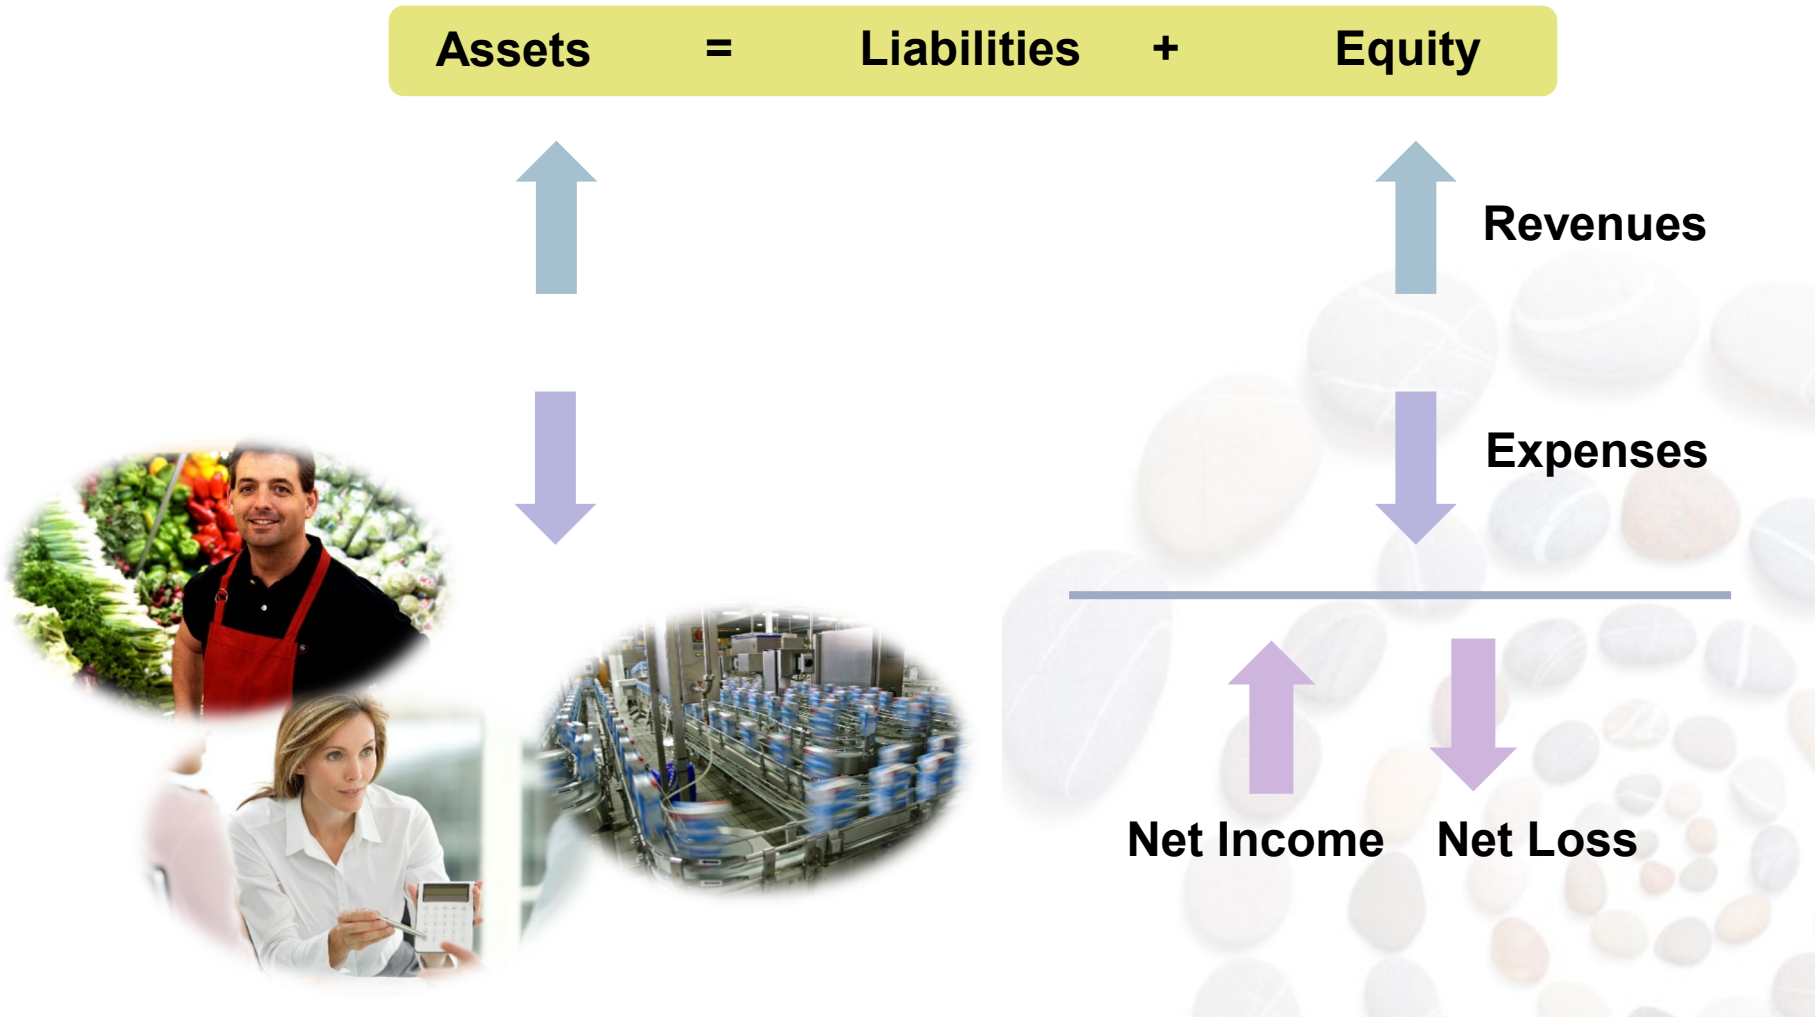 Assets = Liabilities + Equity
Revenues
Expenses
Net Income Net Loss